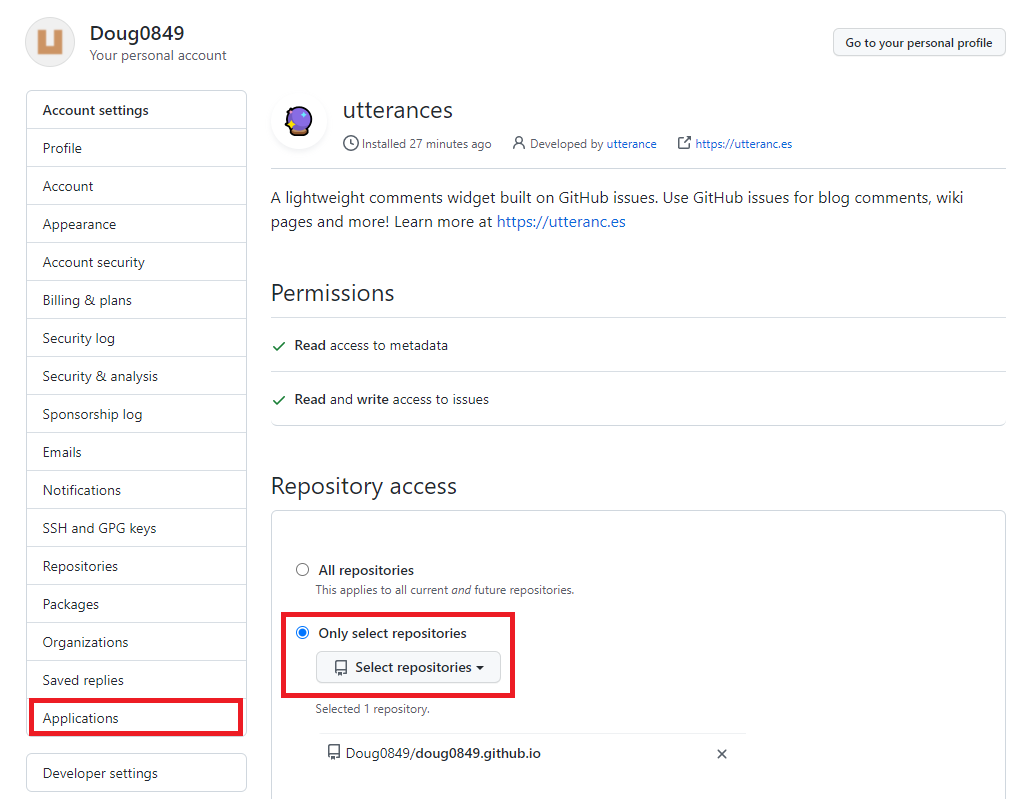 Doug0849
Your personal account
Go to your personal profile
Account settings
Profile
Account
Appearance
Account security
Billing & plans
Security log
Security & analysis
Sponsorship log
Emails
Notifications
SSH and GPG keys
Repositories
Packages
Organizations
Saved replies
Applications
Developer settings
utterances
Installed 27 minutes ago Developed by utterance https://utteranc.es
A lightweight comments widget built on GitHub issues. Use GitHub issues for blog comments, wiki
pages and more! Learn more at https://utteranc.es
Permissions
Read access to metadata
Read and write access to issues
Repository access
All repositories
This applies to all current and future repositories.
Only select repositories
Select repositories
Selected 1 repository.
Doug0849/doug0849.github.io